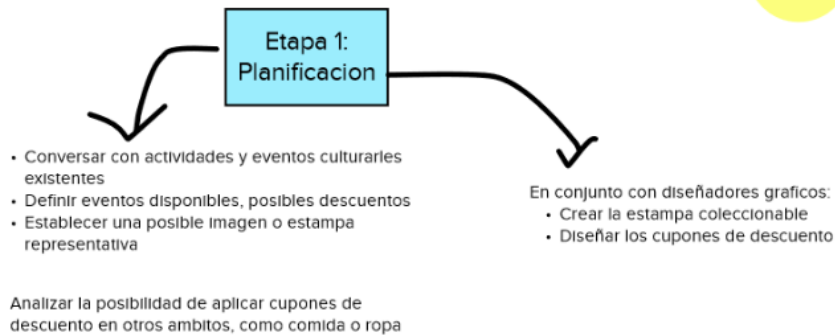 Etapa 1:
Planificacion
• Conversar con actividades y eventos culturarles
existentes
• Definir eventos disponibles, posibles descuentos
• Establecer una posible imagen o estampa
representativa
Analizar la posibilidad de aplicar cupones de
descuento en otros ambitos, como comida o ropa
En conjunto con diseñadores graficos:
• Crear la estampa coleccionable
• Diseñar los cupones de descuento